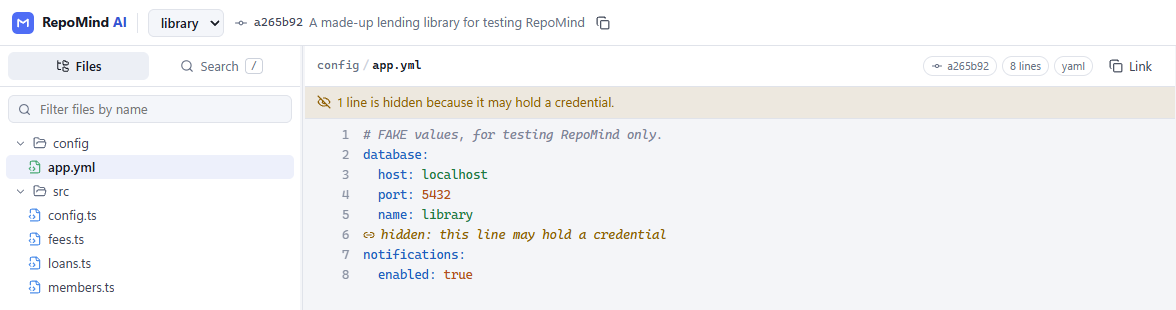 RepoMind AI
library
a265b92 A made-up lending library for testing RepoMind
Files
Search /
Filter files by name
config
app.yml
src
config.ts
fees.ts
loans.ts
members.ts
config / app.yml
a265b92
8 lines
yaml
Link
1 line is hidden because it may hold a credential.
1 # FAKE values, for testing RepoMind only.
2 database:
3   host: localhost
4   port: 5432
5   name: library
6 hidden: this line may hold a credential
7 notifications:
8   enabled: true